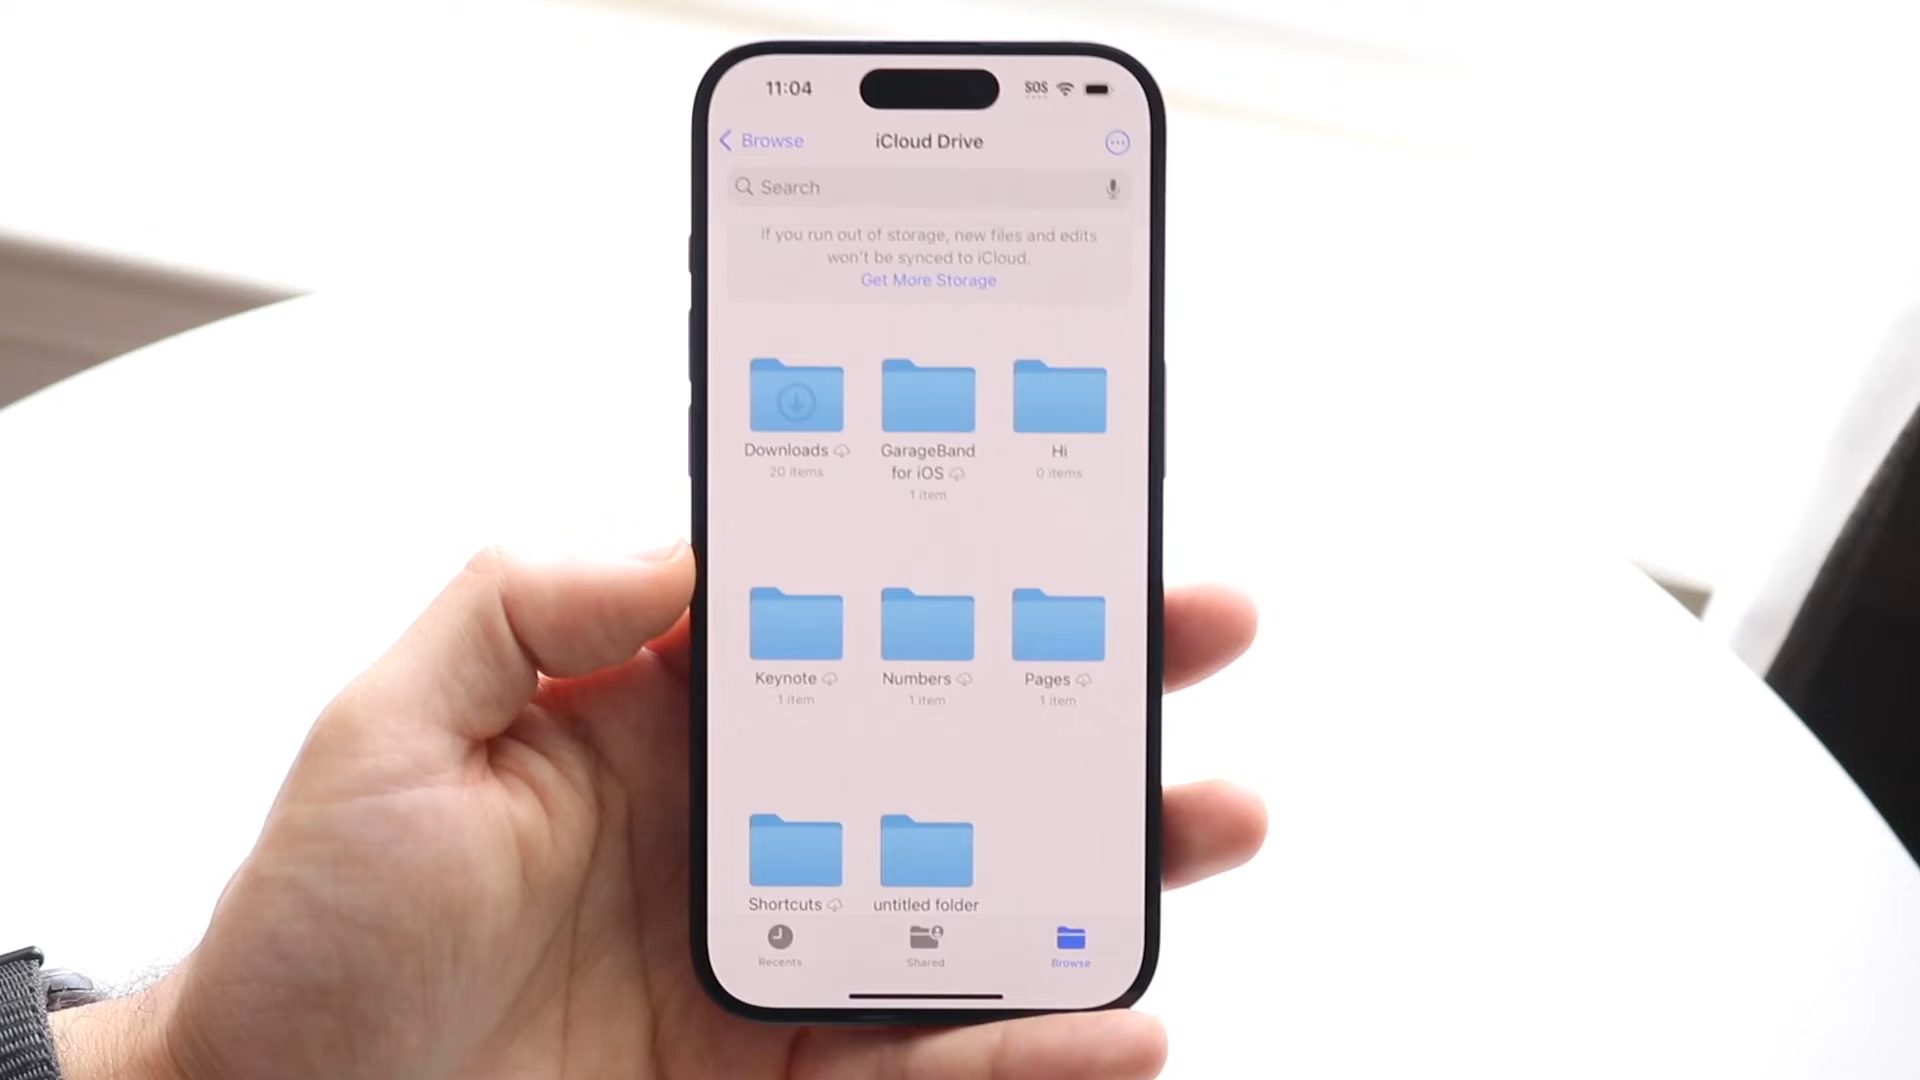 11:04 SOS
Browse iCloud Drive
Search
If you run out of storage, new files and edits
won't be synced to iCloud.
Get More Storage
Downloads GarageBand Hi
for iOS
20 items 0 items
1 item
Keynote Numbers Pages
1 item 1 item 1 item
Shortcuts untitled folder
Recents Shared Browse